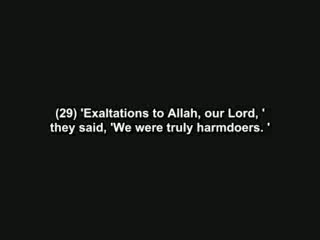 (29) 'Exaltations to Allah, our Lord, '
they said, 'We were truly harmdoers. '